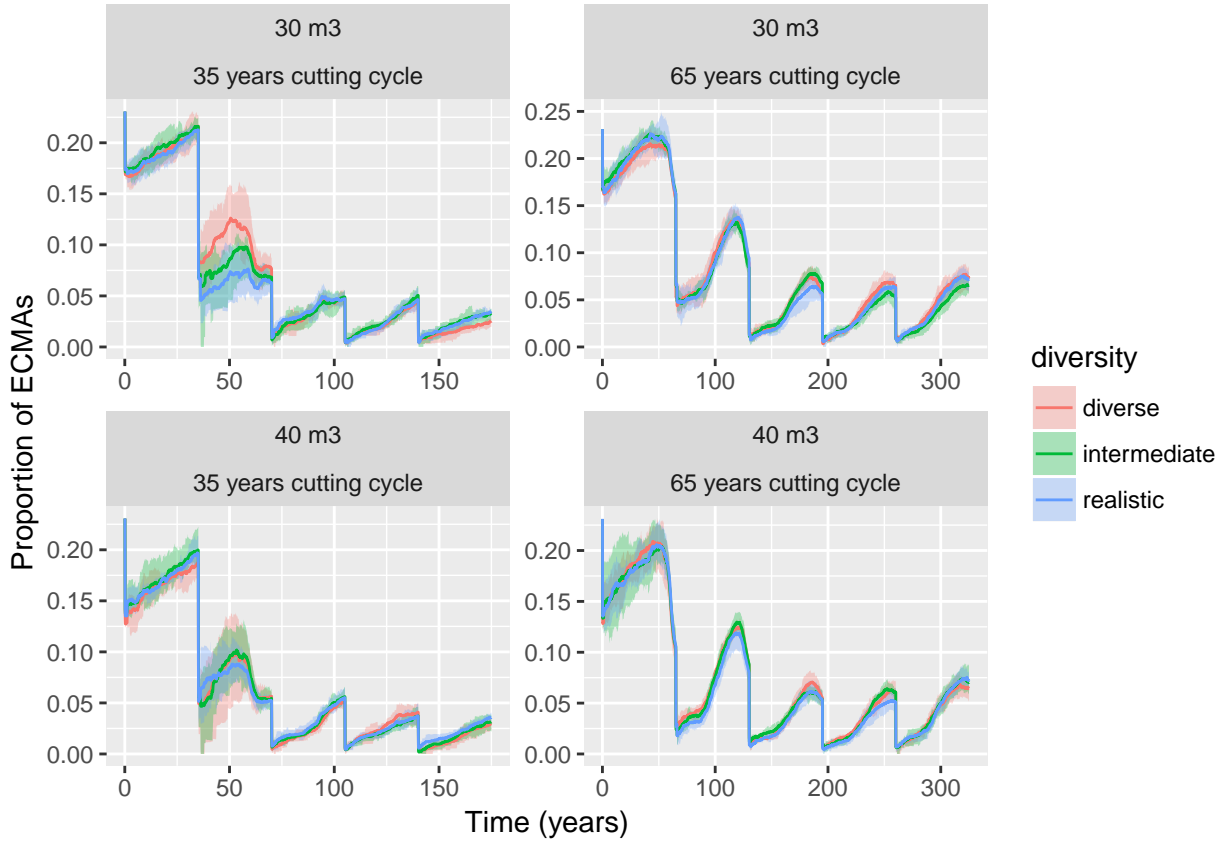 30 m3
35 years cutting cycle
0.20
0.15
0.10
0.05
0.00
0 50 100 150
30 m3
65 years cutting cycle
0.25
0.20
0.15
0.10
0.05
0.00
0 100 200 300
40 m3
35 years cutting cycle
0.20
0.15
0.10
0.05
0.00
0 50 100 150
40 m3
65 years cutting cycle
0.20
0.15
0.10
0.05
0.00
0 100 200 300
Proportion of ECMAs
Time (years)
diversity
diverse
intermediate
realistic